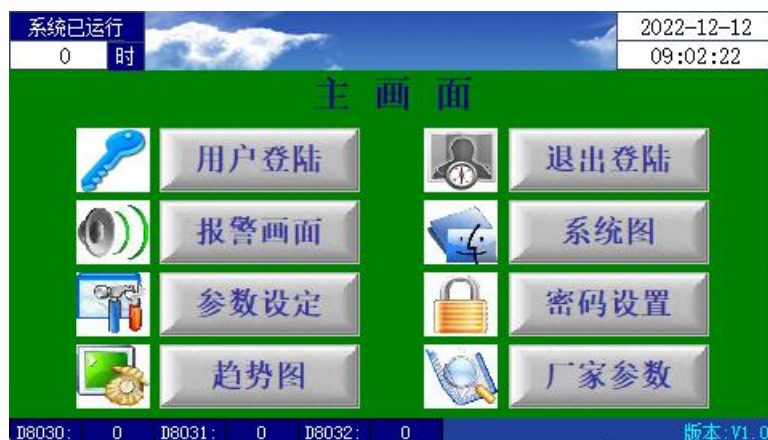 系统已运行 2022-12-12
0 时 09:02:22
主画面
用户登陆 退出登陆
报警画面 系统图
参数设定 密码设置
趋势图 厂家参数
D8030: 0 D8031: 0 D8032: 0 版本:V1.0